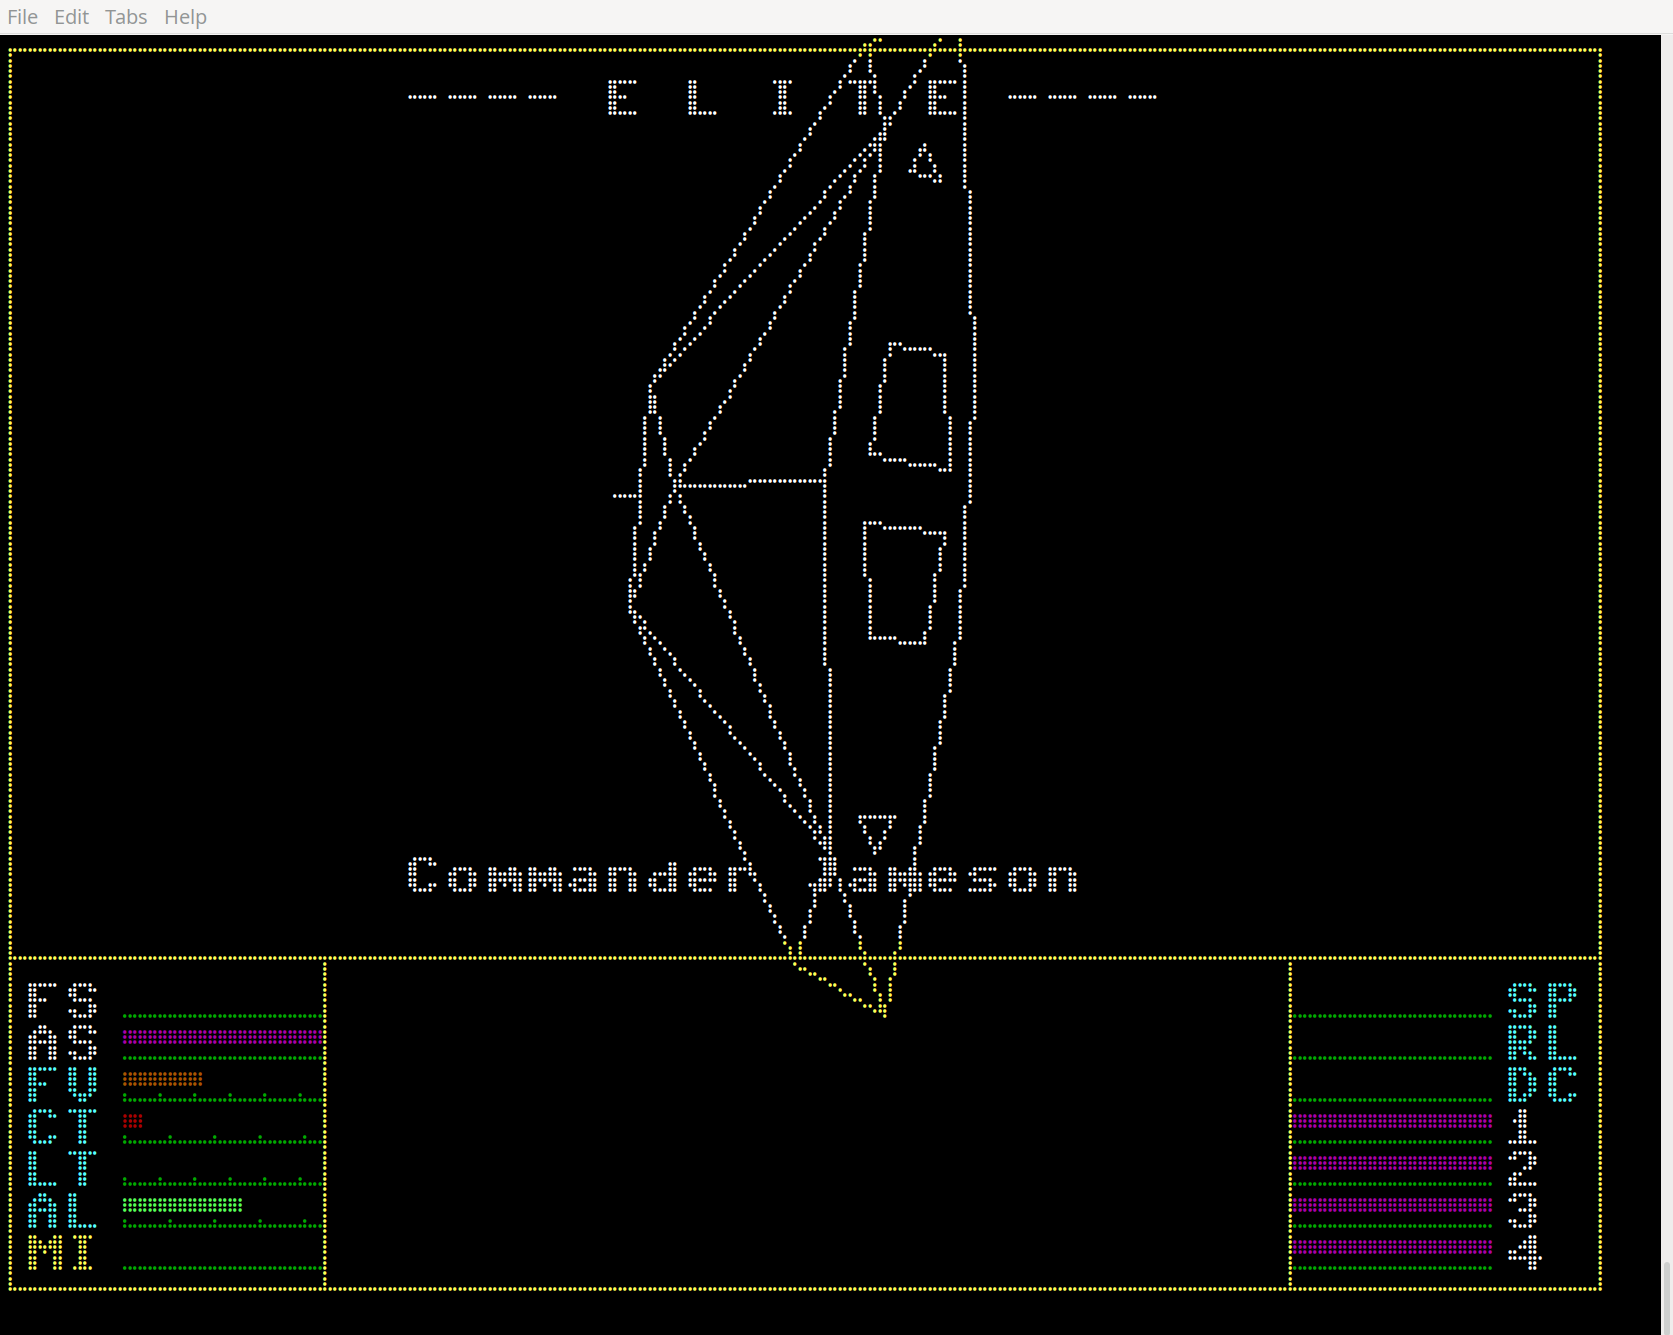 File Edit Tabs Help
---- E L I T E ----
Commander Jameson
FS SP
AS RL
FV DC
CT 1
LT 2
AL 3
MI 4